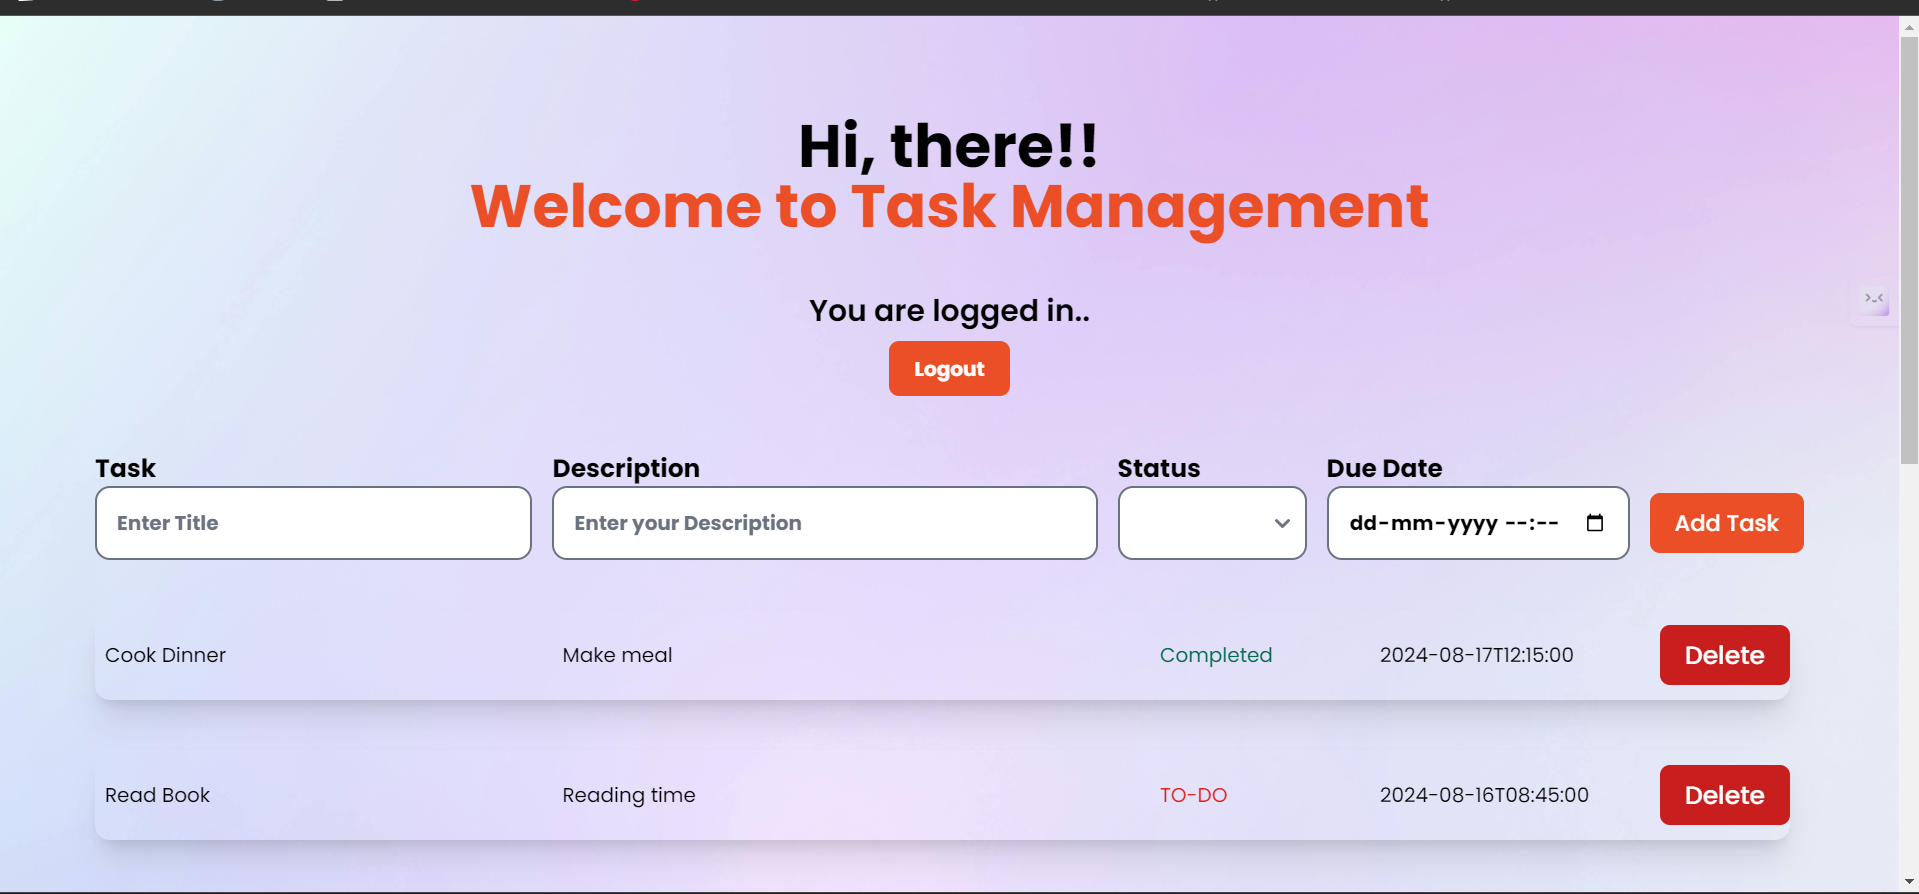 Hi, there!!
Welcome to Task Management
You are logged in..
Logout
Task Description Status Due Date
Enter Title Enter your Description dd-mm-yyyy --:-- Add Task
Cook Dinner Make meal Completed 2024-08-17T12:15:00 Delete
Read Book Reading time TO-DO 2024-08-16T08:45:00 Delete